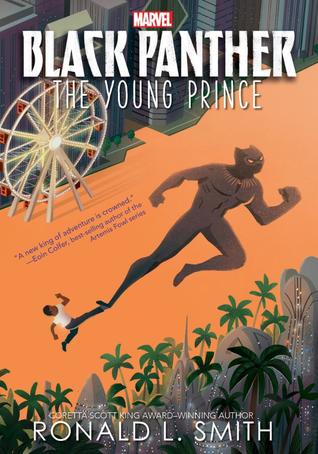 MARVEL
BLACK PANTHER
THE YOUNG PRINCE
"A new king of adventure is crowned."
—Eoin Colfer, best-selling author of the
Artemis Fowl series
CORETTA SCOTT KING AWARD–WINNING AUTHOR
RONALD L. SMITH